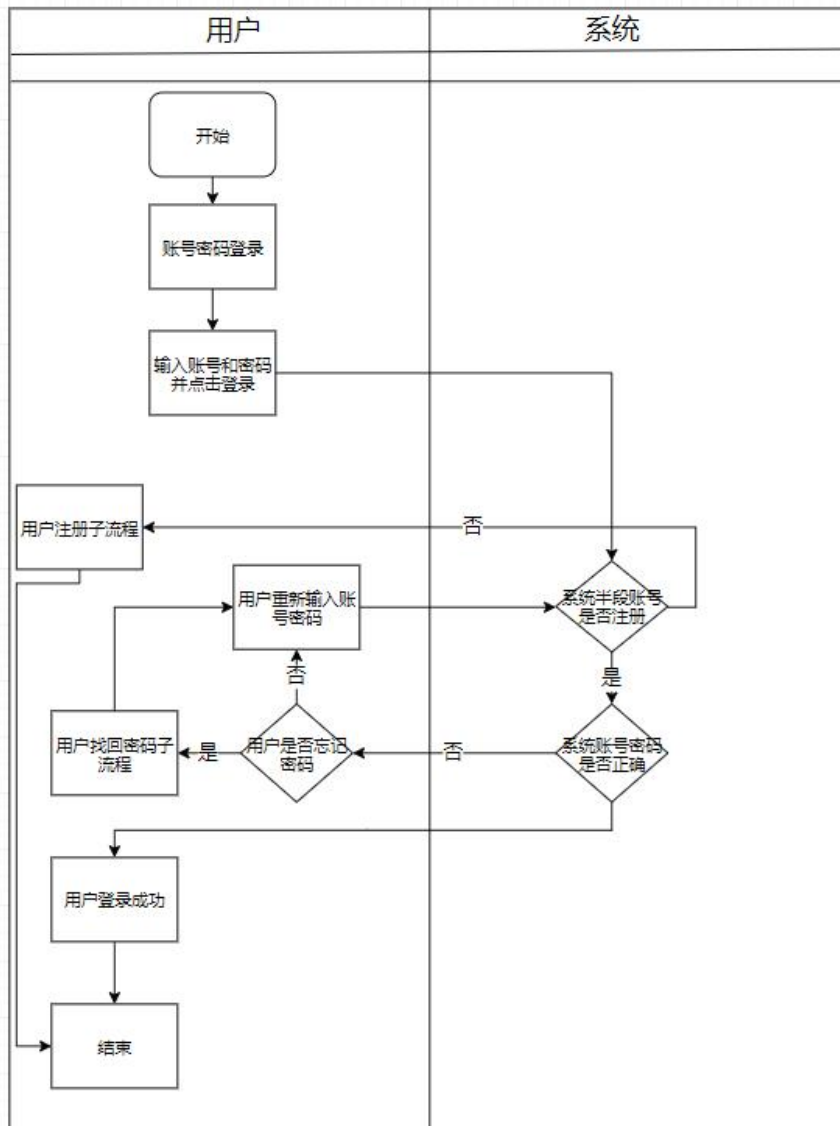 用户
系统
开始
账号密码登录
输入账号和密码
并点击登录
否
用户注册子流程
用户重新输入账
号密码
系统半段账号
是否注册
否
是
用户找回密码子
流程
是
用户是否忘记
密码
否
系统账号密码
是否正确
用户登录成功
结束